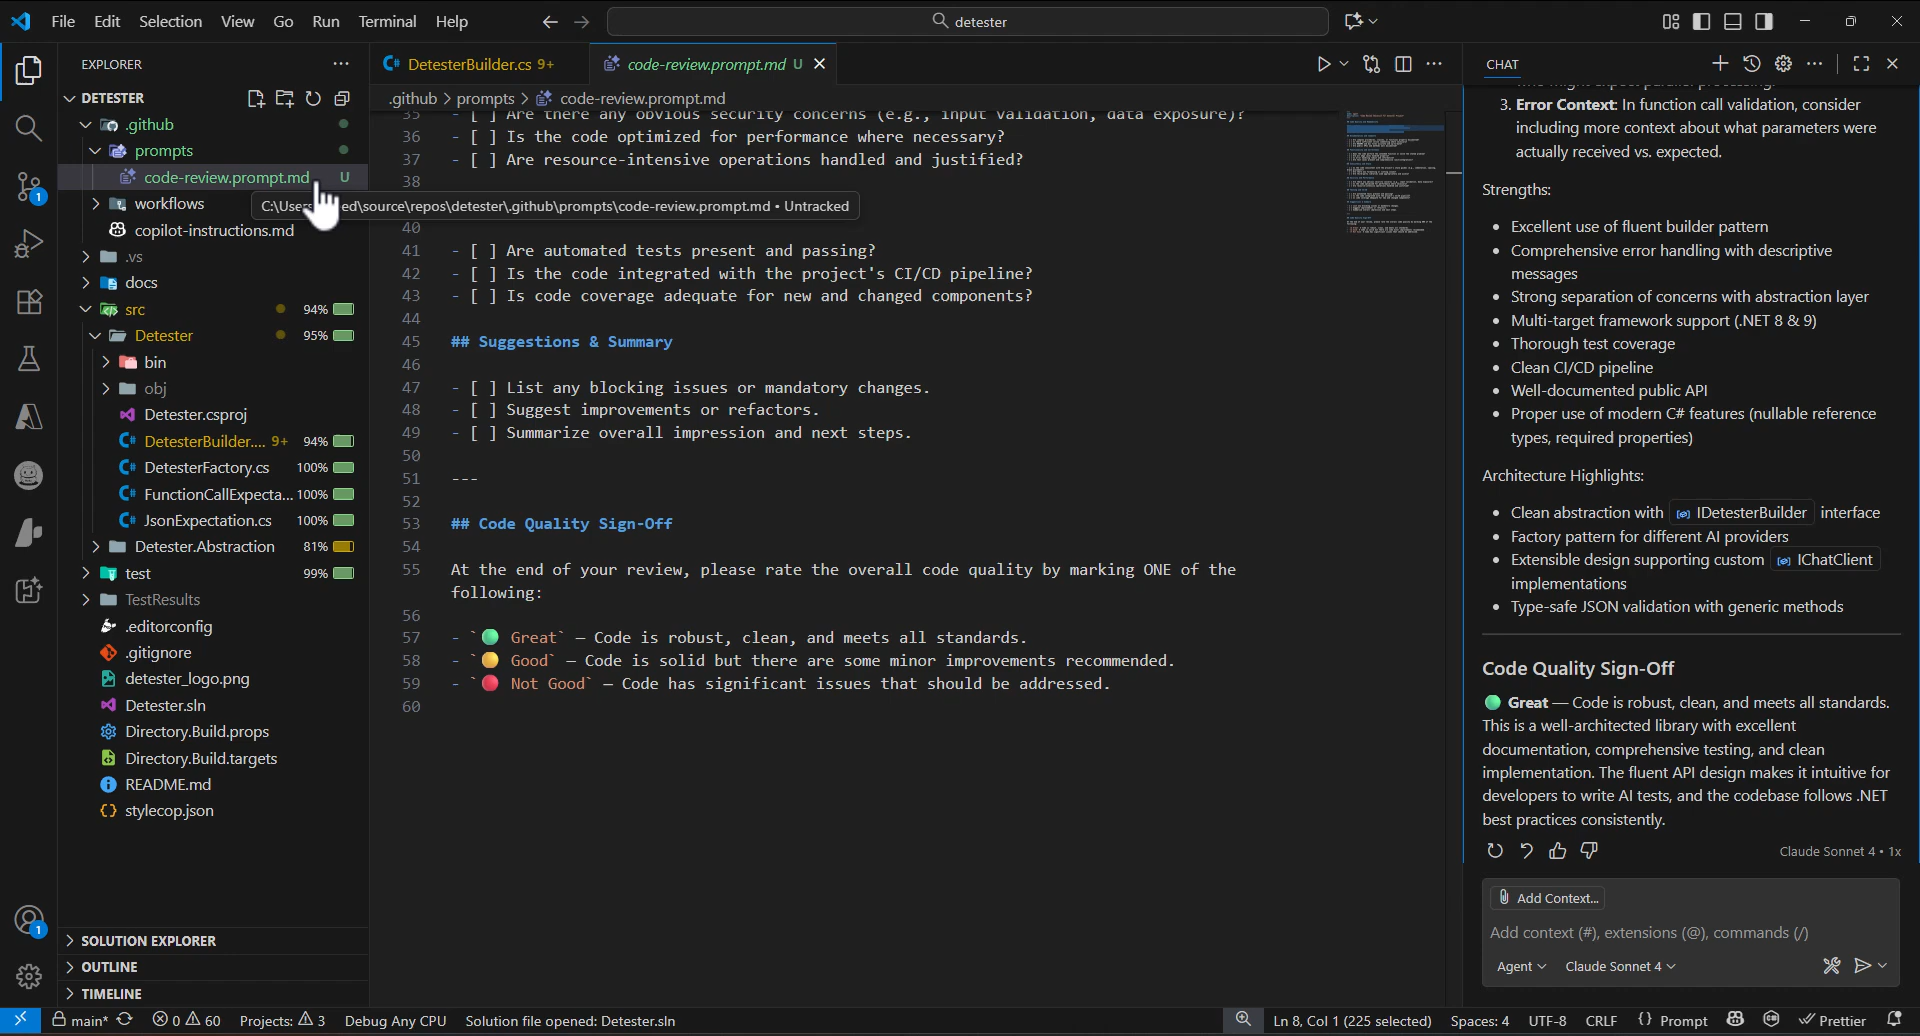 File Edit Selection View Go Run Terminal Help
detester
EXPLORER
DETESTER
.github
prompts
code-review.prompt.md U
workflows
copilot-instructions.md
.vs
docs
src 94%
Detester 95%
bin
obj
Detester.csproj
DetesterBuilder.... 9+ 94%
DetesterFactory.cs 100%
FunctionCallExpecta... 100%
JsonExpectation.cs 100%
Detester.Abstraction 81%
test 99%
TestResults
.editorconfig
.gitignore
detester_logo.png
Detester.sln
Directory.Build.props
Directory.Build.targets
README.md
stylecop.json
SOLUTION EXPLORER
OUTLINE
TIMELINE
1
1
DetesterBuilder.cs 9+
code-review.prompt.md U
.github > prompts > code-review.prompt.md
35 - [ ] Are there any obvious security concerns (e.g., input validation, data exposure)?
36 - [ ] Is the code optimized for performance where necessary?
37 - [ ] Are resource-intensive operations handled and justified?
38
C:\Users ed\source\repos\detester\.github\prompts\code-review.prompt.md • Untracked
40
41 - [ ] Are automated tests present and passing?
42 - [ ] Is the code integrated with the project's CI/CD pipeline?
43 - [ ] Is code coverage adequate for new and changed components?
44
45 ## Suggestions & Summary
46
47 - [ ] List any blocking issues or mandatory changes.
48 - [ ] Suggest improvements or refactors.
49 - [ ] Summarize overall impression and next steps.
50
51 ---
52
53 ## Code Quality Sign-Off
54
55 At the end of your review, please rate the overall code quality by marking ONE of the
following:
56
57 - `🟢 Great` — Code is robust, clean, and meets all standards.
58 - `🟡 Good` — Code is solid but there are some minor improvements recommended.
59 - `🔴 Not Good` — Code has significant issues that should be addressed.
60
CHAT
3. Error Context: In function call validation, consider
including more context about what parameters were
actually received vs. expected.
Strengths:
• Excellent use of fluent builder pattern
• Comprehensive error handling with descriptive
messages
• Strong separation of concerns with abstraction layer
• Multi-target framework support (.NET 8 & 9)
• Thorough test coverage
• Clean CI/CD pipeline
• Well-documented public API
• Proper use of modern C# features (nullable reference
types, required properties)
Architecture Highlights:
• Clean abstraction with IDetesterBuilder interface
• Factory pattern for different AI providers
• Extensible design supporting custom IChatClient
implementations
• Type-safe JSON validation with generic methods
Code Quality Sign-Off
🟢 Great — Code is robust, clean, and meets all standards.
This is a well-architected library with excellent
documentation, comprehensive testing, and clean
implementation. The fluent API design makes it intuitive for
developers to write AI tests, and the codebase follows .NET
best practices consistently.
Claude Sonnet 4 • 1x
Add Context...
Add context (#), extensions (@), commands (/)
Agent Claude Sonnet 4
main* 0 60 Projects: 3 Debug Any CPU Solution file opened: Detester.sln Ln 8, Col 1 (225 selected) Spaces: 4 UTF-8 CRLF {} Prompt Prettier